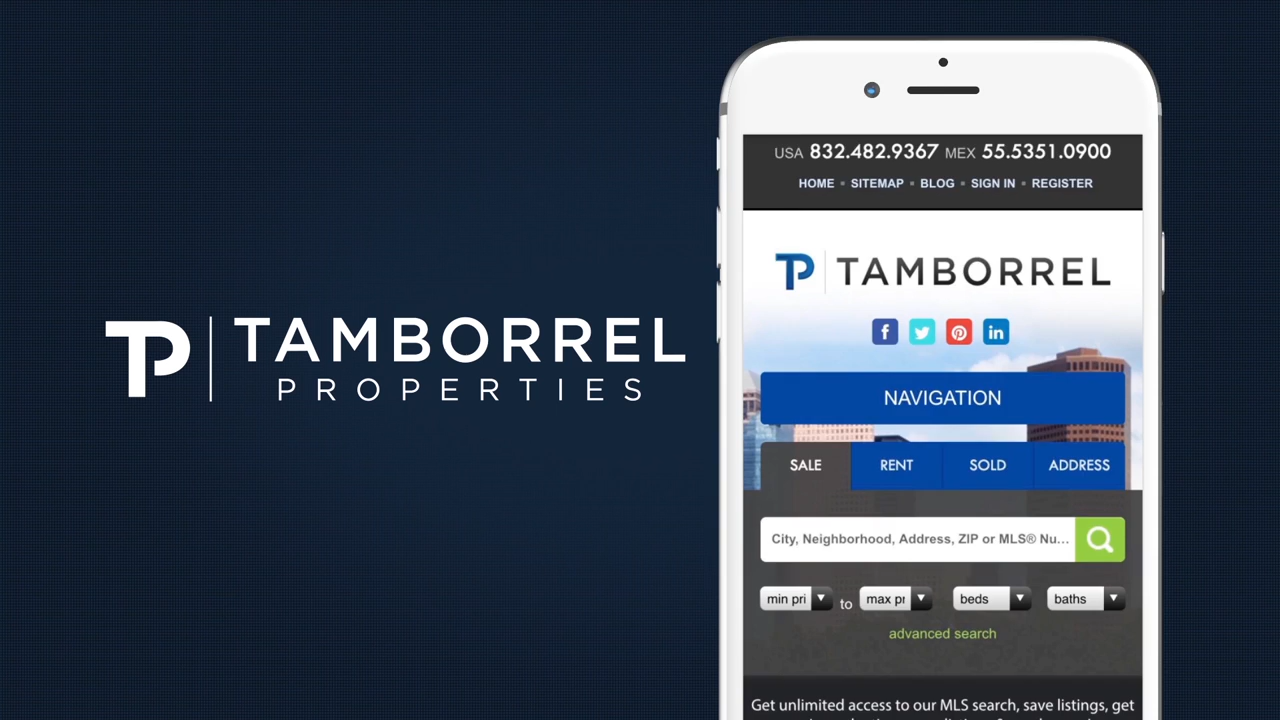 TP TAMBORREL
PROPERTIES
USA 832.482.9367 MEX 55.5351.0900
HOME ▪ SITEMAP ▪ BLOG ▪ SIGN IN ▪ REGISTER
TP TAMBORREL
NAVIGATION
SALE RENT SOLD ADDRESS
City, Neighborhood, Address, ZIP or MLS® Nu...
min pri to max pr beds baths
advanced search
Get unlimited access to our MLS search, save listings, get